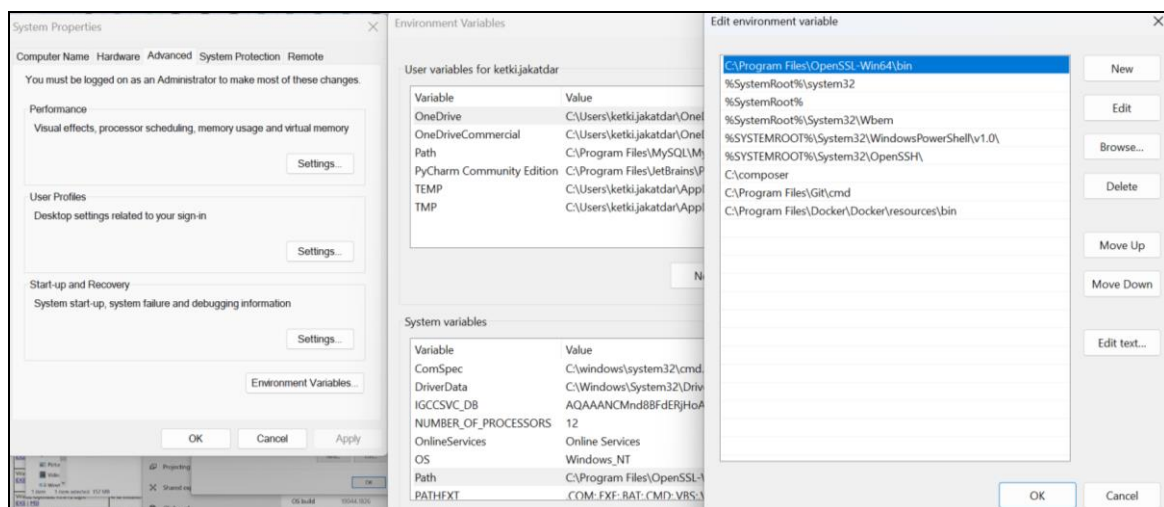 System Properties
Computer Name Hardware Advanced System Protection Remote
You must be logged on as an Administrator to make most of these changes.
Performance
Visual effects, processor scheduling, memory usage and virtual memory
Settings...
User Profiles
Desktop settings related to your sign-in
Settings...
Start-up and Recovery
System start-up, system failure and debugging information
Settings...
Environment Variables...
OK Cancel Apply
Projecting
OS build
Environment Variables
User variables for ketki.jakatdar
Variable Value
OneDrive C:\Users\ketki.jakatdar\One
OneDriveCommercial C:\Users\ketki.jakatdar\One
Path C:\Program Files\MySQL\M
PyCharm Community Edition C:\Program Files\JetBrains\P
TEMP C:\Users\ketki.jakatdar\App
TMP C:\Users\ketki.jakatdar\App
System variables
Variable Value
ComSpec C:\windows\system32\cmd.
DriverData C:\Windows\System32\Driv
IGCCSVC_DB AQAAANCMnd8BFdERjHoA
NUMBER_OF_PROCESSORS 12
OnlineServices Online Services
OS Windows_NT
Path C:\Program Files\OpenSSL-
PATHEXT .COM;.EXE;.BAT;.CMD;.VBS;
Edit environment variable
C:\Program Files\OpenSSL-Win64\bin
%SystemRoot%\system32
%SystemRoot%
%SystemRoot%\System32\Wbem
%SYSTEMROOT%\System32\WindowsPowerShell\v1.0\
%SYSTEMROOT%\System32\OpenSSH\
C:\composer
C:\Program Files\Git\cmd
C:\Program Files\Docker\Docker\resources\bin
New
Edit
Browse...
Delete
Move Up
Move Down
Edit text...
OK Cancel